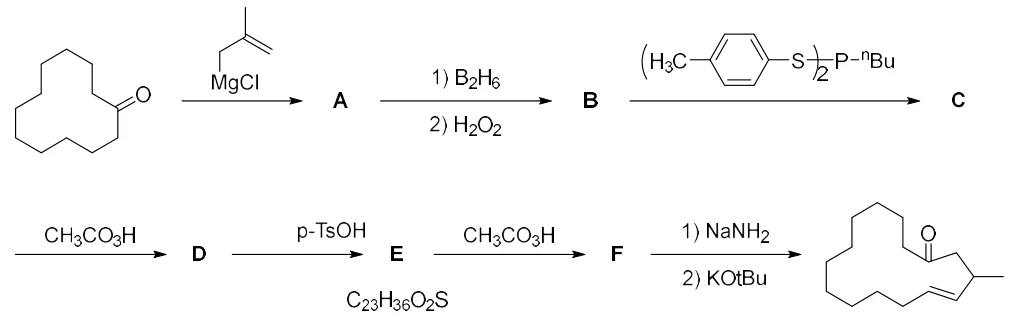 O
MgCl
A
1) B₂H₆
2) H₂O₂
B
(H₃C S)₂ P ⁿBu
C
CH₃CO₃H
D
p-TsOH
E
C₂₃H₃₆O₂S
CH₃CO₃H
F
1) NaNH₂
2) KOtBu
O